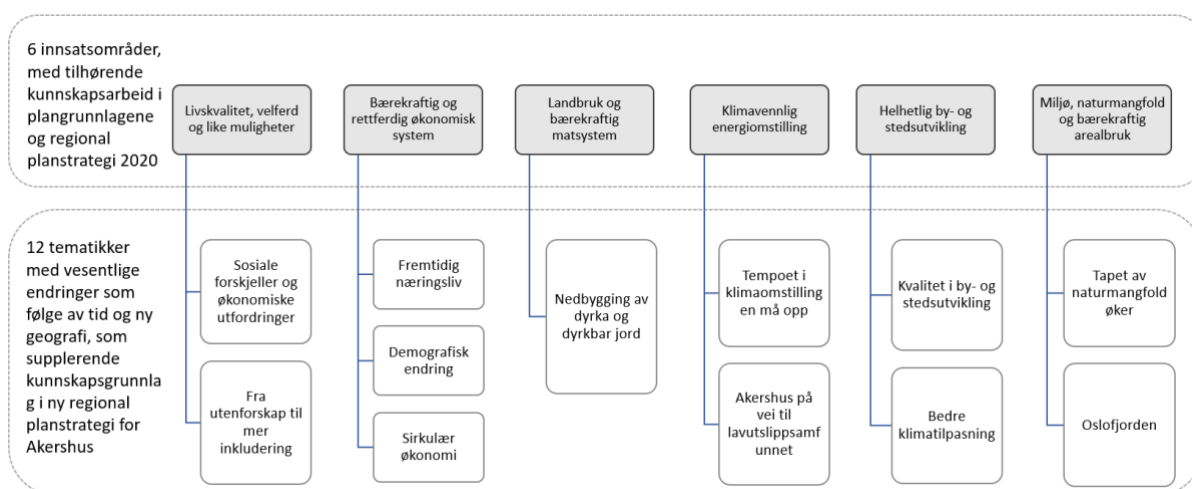 6 innsatsområder,
med tilhørende
kunnskapsarbeid i
plangrunnlagene
og regional
planstrategi 2020
Livskvalitet, velferd
og like muligheter
Bærekraftig og
rettferdig økonomisk
system
Landbruk og
bærekraftig
matsystem
Klimavennlig
energiomstilling
Helhetlig by- og
stedsutvikling
Miljø, naturmangfold
og bærekraftig
arealbruk
12 tematikker
med vesentlige
endringer som
følge av tid og ny
geografi, som
supplerende
kunnskapsgrunnla
g i ny regional
planstrategi for
Akershus
Sosiale
forskjeller og
økonomiske
utfordringer
Fra
utenforskap til
mer
inkludering
Fremtidig
næringsliv
Demografisk
endring
Sirkulær
økonomi
Nedbygging av
dyrka og
dyrkbar jord
Tempoet i
klimaomstilling
en må opp
Akershus på
vei til
lavutslippsamf
unnet
Kvalitet i by- og
stedsutvikling
Bedre
klimatilpasning
Tapet av
naturmangfold
øker
Oslofjorden